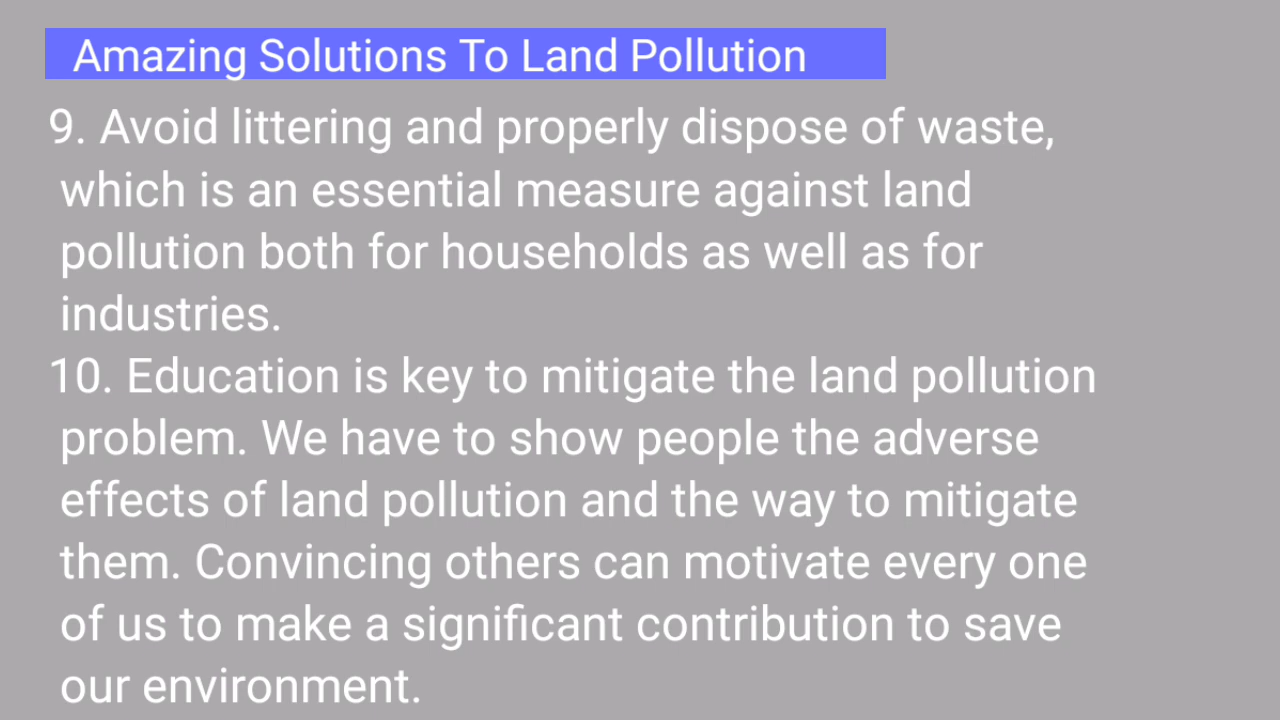 Amazing Solutions To Land Pollution
9. Avoid littering and properly dispose of waste,
which is an essential measure against land
pollution both for households as well as for
industries.
10. Education is key to mitigate the land pollution
problem. We have to show people the adverse
effects of land pollution and the way to mitigate
them. Convincing others can motivate every one
of us to make a significant contribution to save
our environment.